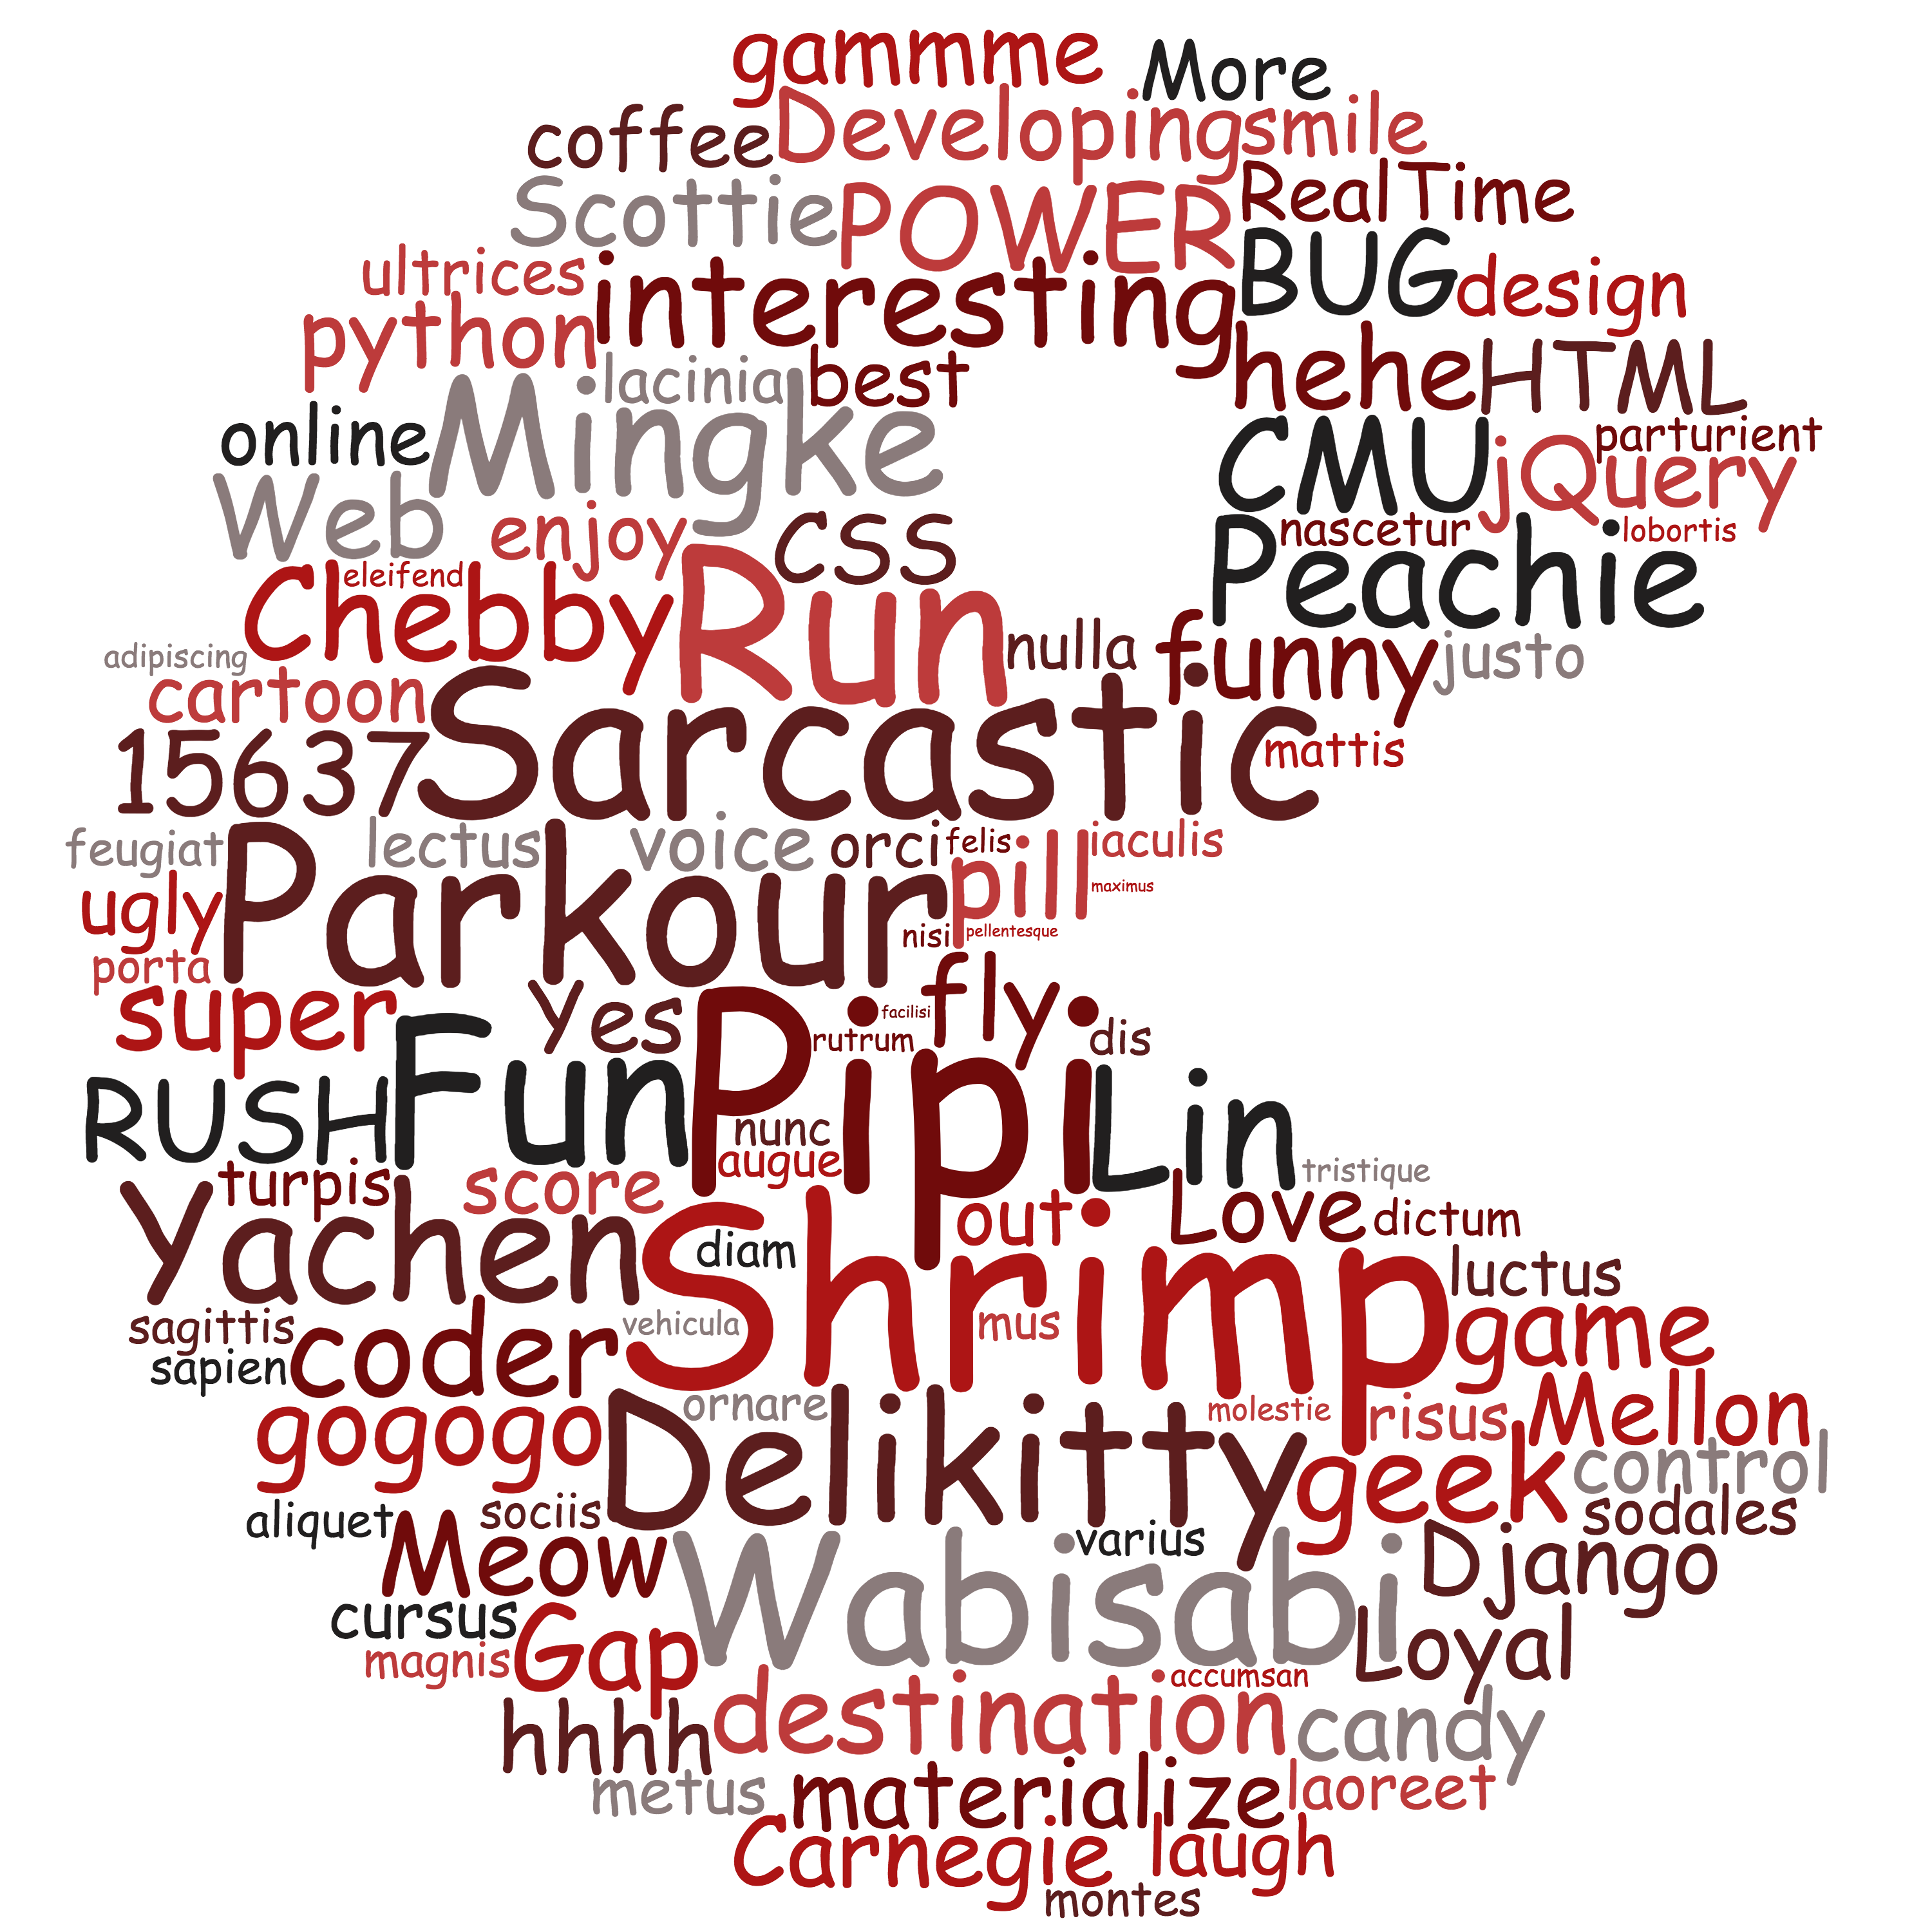 gammme More
coffee Developing smile
Scottie POWER RealTime
ultrices interesting BUG design
python lacinia best hehe HTML
online Mingke CMU parturient
Web enjoy css jQuery
nascetur lobortis
Chebby eleifend Run Peachie
adipiscing nulla funny justo
cartoon Sarcastic
15637 mattis
feugiat lectus voice orci felis pill iaculis
ugly Parkour maximus
porta nisi pellentesque
super yes facilisi fly
rutrum dis
RUSH Fun Pipi Lin
nunc
turpis score augue tristique
Yachen out Love dictum
diam shrimp luctus
sagittis coder vehicula mus game
sapien
gogogo ornare molestie risus Mellon
Delikitty geek control
aliquet sociis sodales
Meow varius Django
cursus Wabisabi
magnis Gap accumsan Loyal
hhhh destination candy
metus materialize laoreet
Carnegie laugh
montes